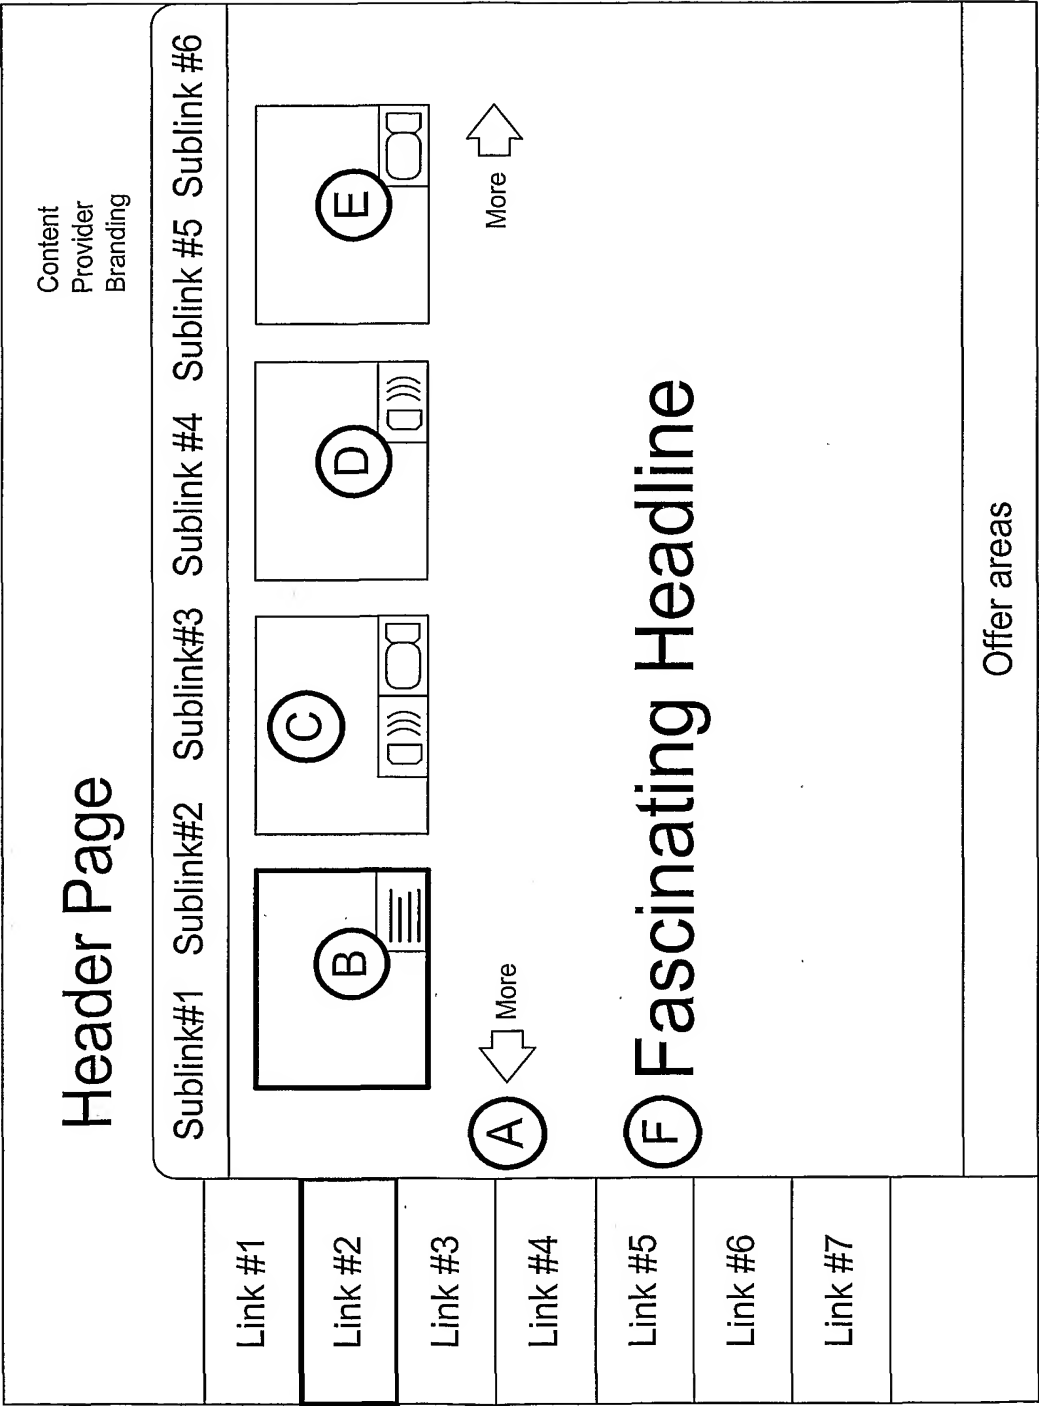 Header Page
Content
Provider
Branding
Sublink#1 Sublink#2 Sublink#3 Sublink #4 Sublink #5 Sublink #6
Link #1
Link #2
Link #3
Link #4
Link #5
Link #6
Link #7
B
C
D
E
A
More
More
F Fascinating Headline
Offer areas